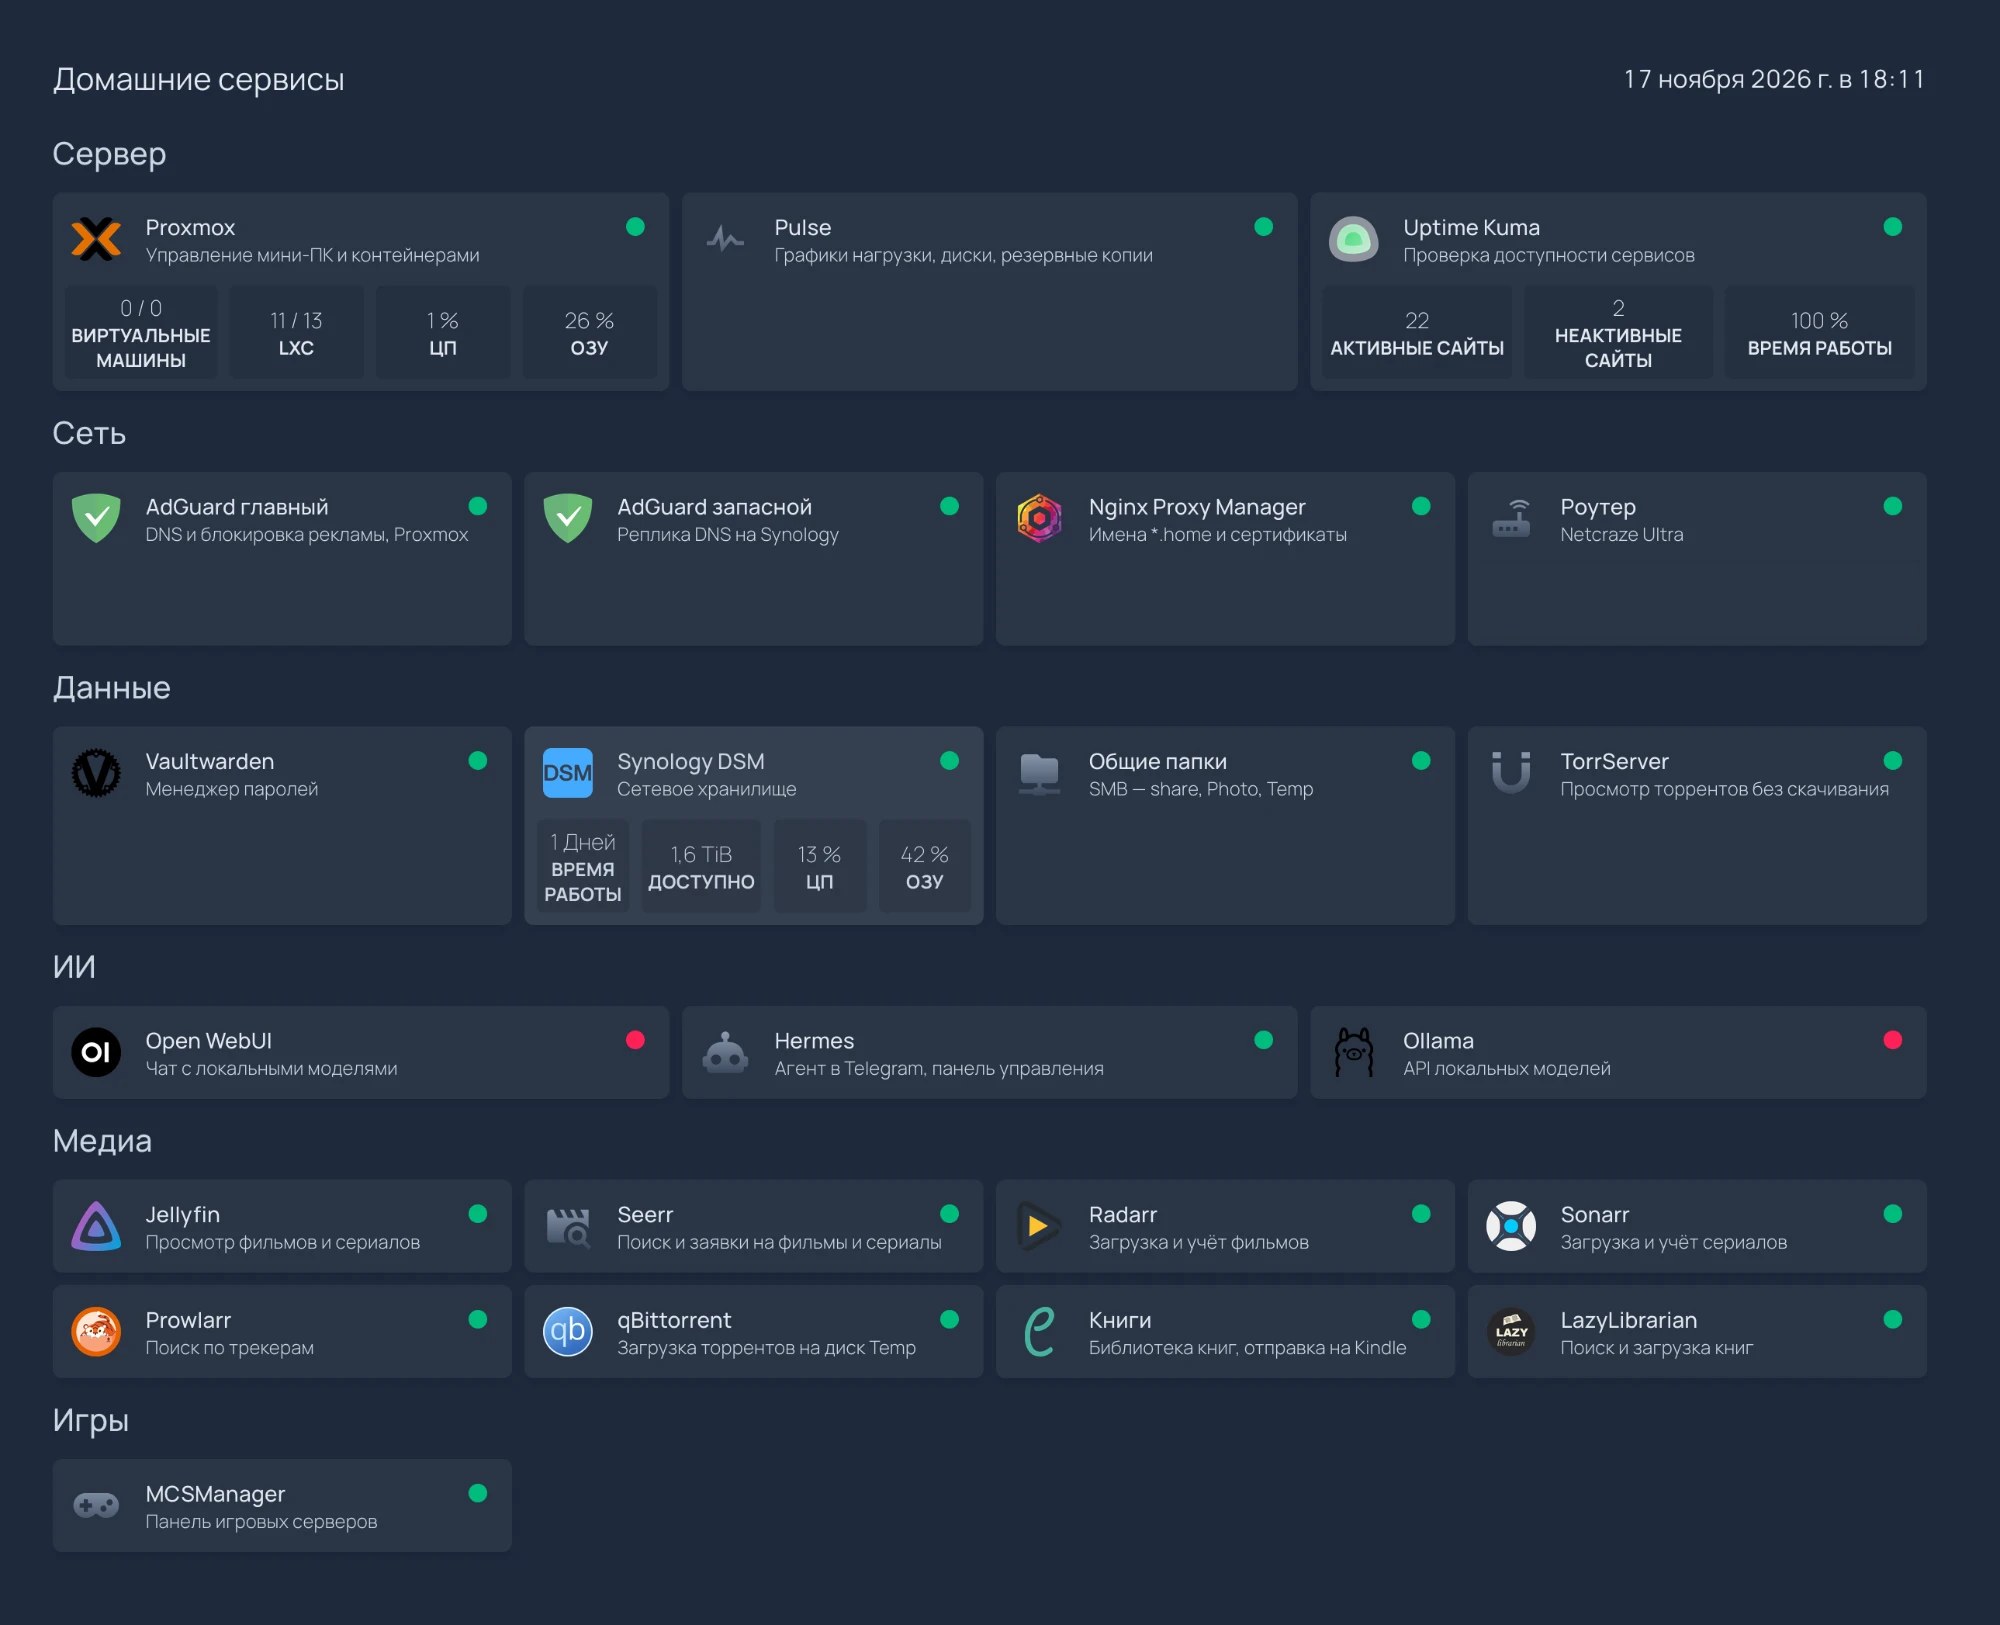 Домашние сервисы
17 ноября 2026 г. в 18:11
Сервер
Proxmox
Управление мини-ПК и контейнерами
0 / 0
ВИРТУАЛЬНЫЕ
МАШИНЫ
11 / 13
LXC
1 %
ЦП
26 %
ОЗУ
Pulse
Графики нагрузки, диски, резервные копии
Uptime Kuma
Проверка доступности сервисов
22
АКТИВНЫЕ САЙТЫ
2
НЕАКТИВНЫЕ
САЙТЫ
100 %
ВРЕМЯ РАБОТЫ
Сеть
AdGuard главный
DNS и блокировка рекламы, Proxmox
AdGuard запасной
Реплика DNS на Synology
Nginx Proxy Manager
Имена *.home и сертификаты
Роутер
Netcraze Ultra
Данные
Vaultwarden
Менеджер паролей
DSM
Synology DSM
Сетевое хранилище
1 Дней
ВРЕМЯ
РАБОТЫ
1,6 TiB
ДОСТУПНО
13 %
ЦП
42 %
ОЗУ
Общие папки
SMB — share, Photo, Temp
TorrServer
Просмотр торрентов без скачивания
ИИ
OI
Open WebUI
Чат с локальными моделями
Hermes
Агент в Telegram, панель управления
Ollama
API локальных моделей
Медиа
Jellyfin
Просмотр фильмов и сериалов
Seerr
Поиск и заявки на фильмы и сериалы
Radarr
Загрузка и учёт фильмов
Sonarr
Загрузка и учёт сериалов
Prowlarr
Поиск по трекерам
qb
qBittorrent
Загрузка торрентов на диск Temp
Книги
Библиотека книг, отправка на Kindle
LAZY
librarian
LazyLibrarian
Поиск и загрузка книг
Игры
MCSManager
Панель игровых серверов